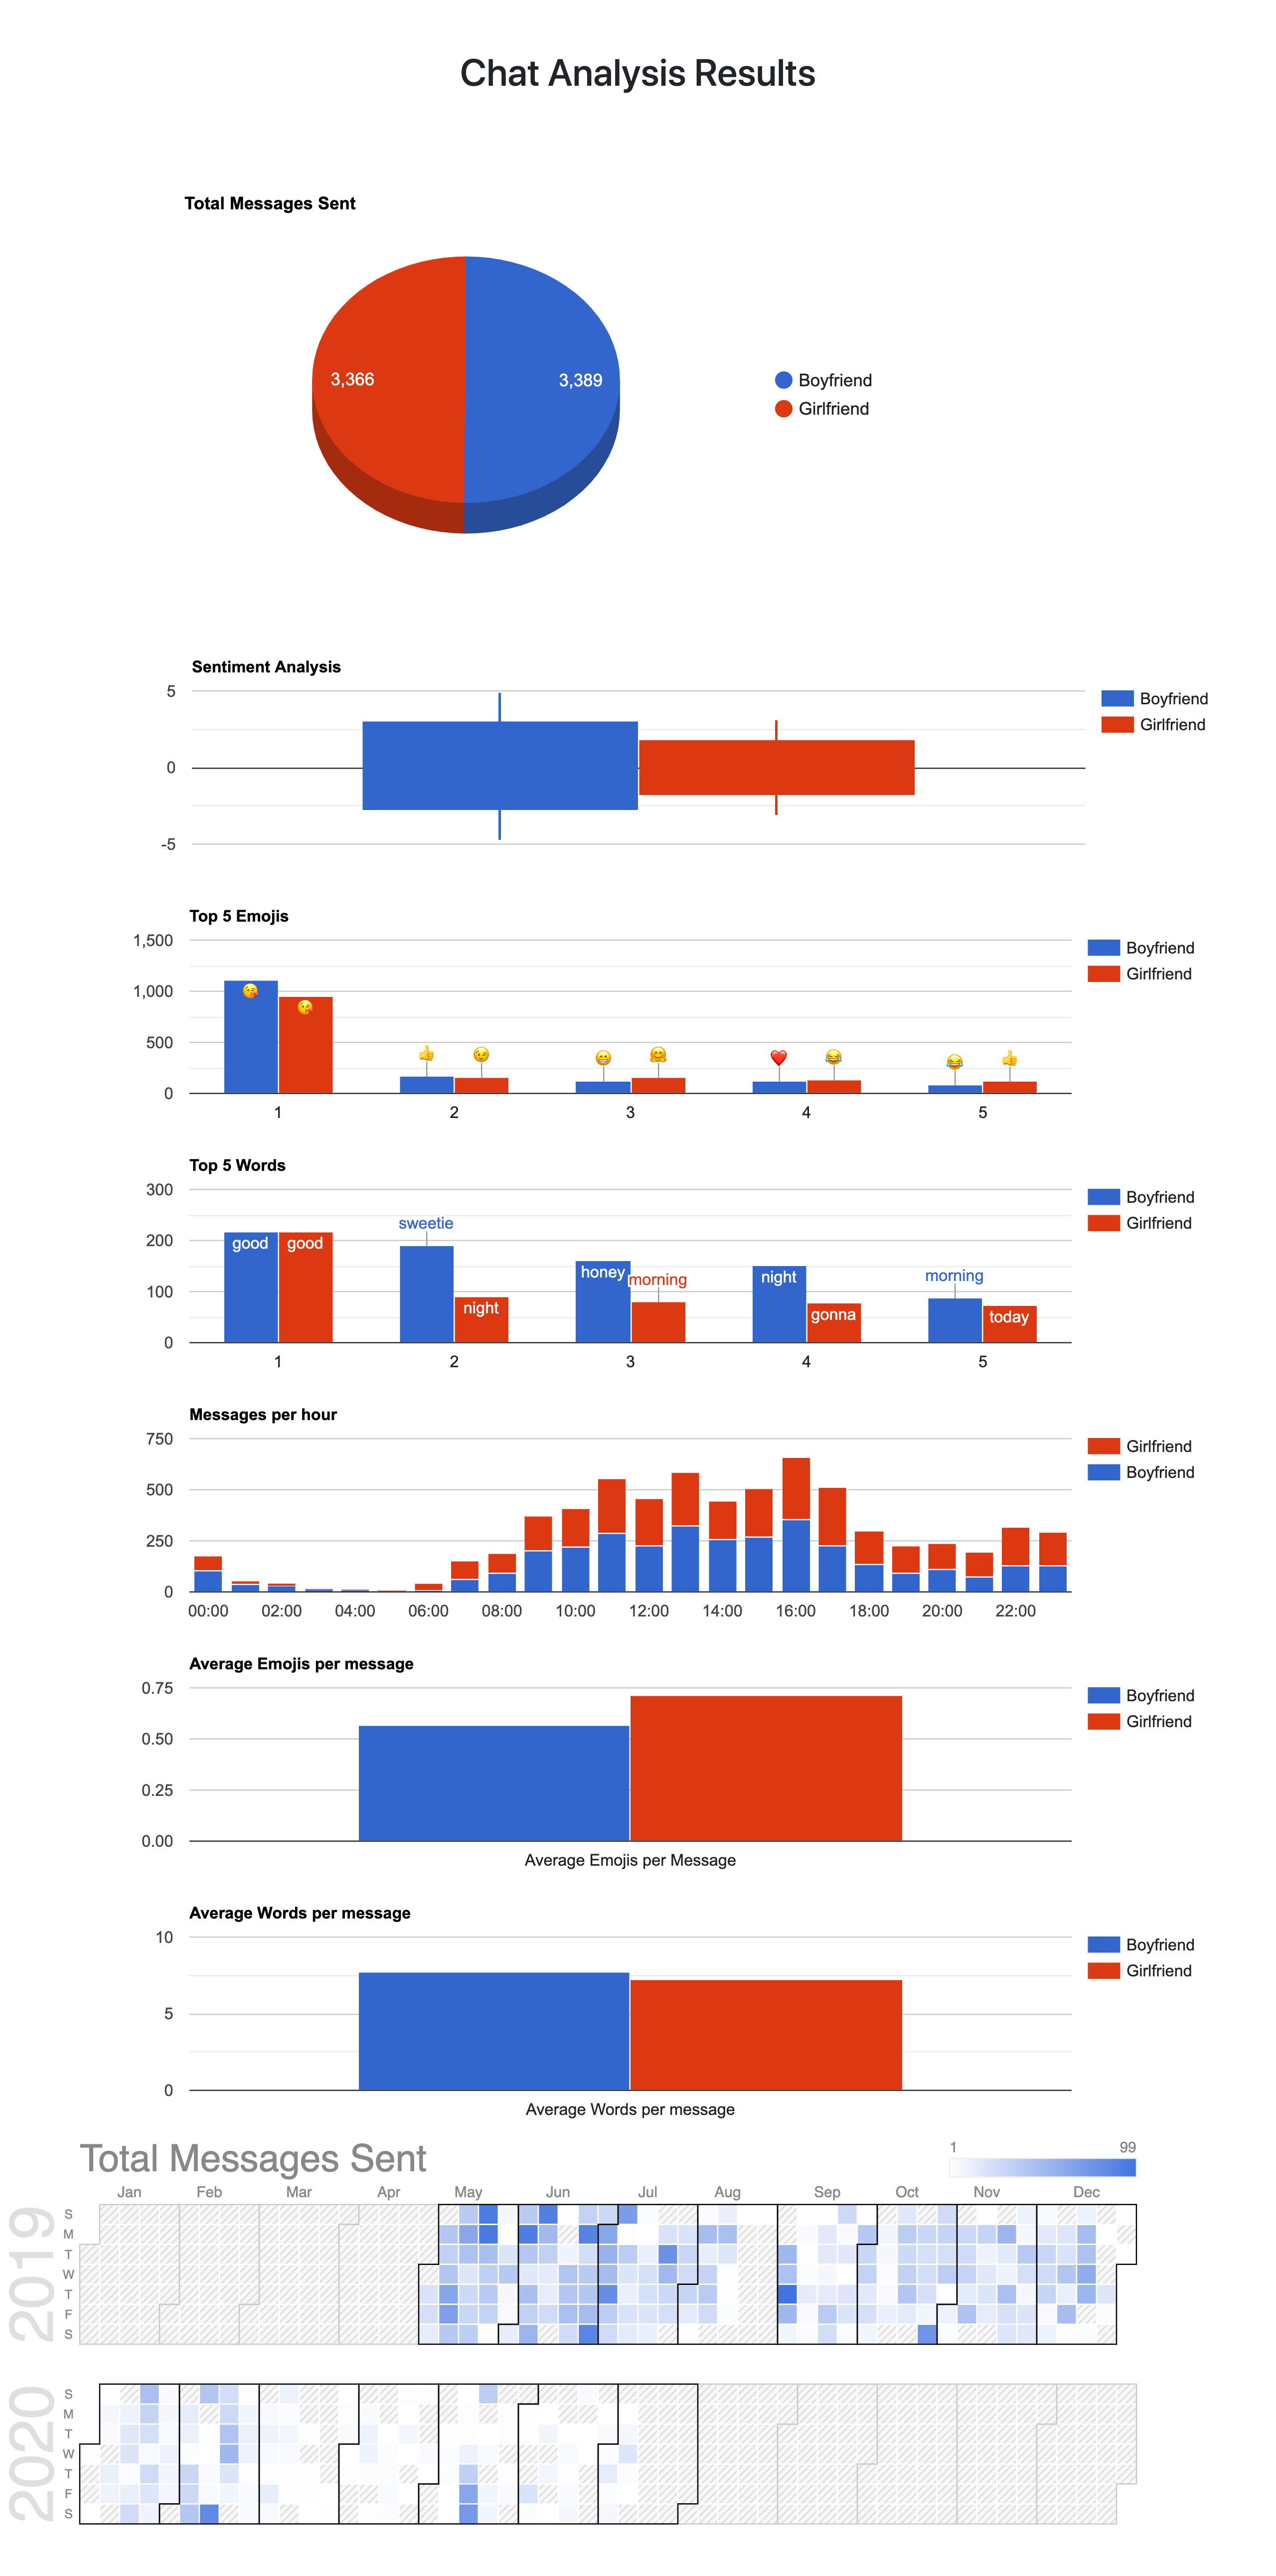 Chat Analysis Results
Total Messages Sent
3,366
3,389
Boyfriend
Girlfriend
Sentiment Analysis
5
0
-5
Boyfriend
Girlfriend
Top 5 Emojis
1,500
1,000
500
0
😘 😘 👍 😉 😁 🤗 ❤️ 😂 😂 👍
1 2 3 4 5
Boyfriend
Girlfriend
Top 5 Words
300
200
100
0
good good sweetie night honey morning night gonna morning today
1 2 3 4 5
Boyfriend
Girlfriend
Messages per hour
750
500
250
0
00:00 02:00 04:00 06:00 08:00 10:00 12:00 14:00 16:00 18:00 20:00 22:00
Girlfriend
Boyfriend
Average Emojis per message
0.75
0.50
0.25
0.00
Average Emojis per Message
Boyfriend
Girlfriend
Average Words per message
10
5
0
Average Words per message
Boyfriend
Girlfriend
Total Messages Sent
1 99
Jan Feb Mar Apr May Jun Jul Aug Sep Oct Nov Dec
2019
S
M
T
W
T
F
S
2020
S
M
T
W
T
F
S